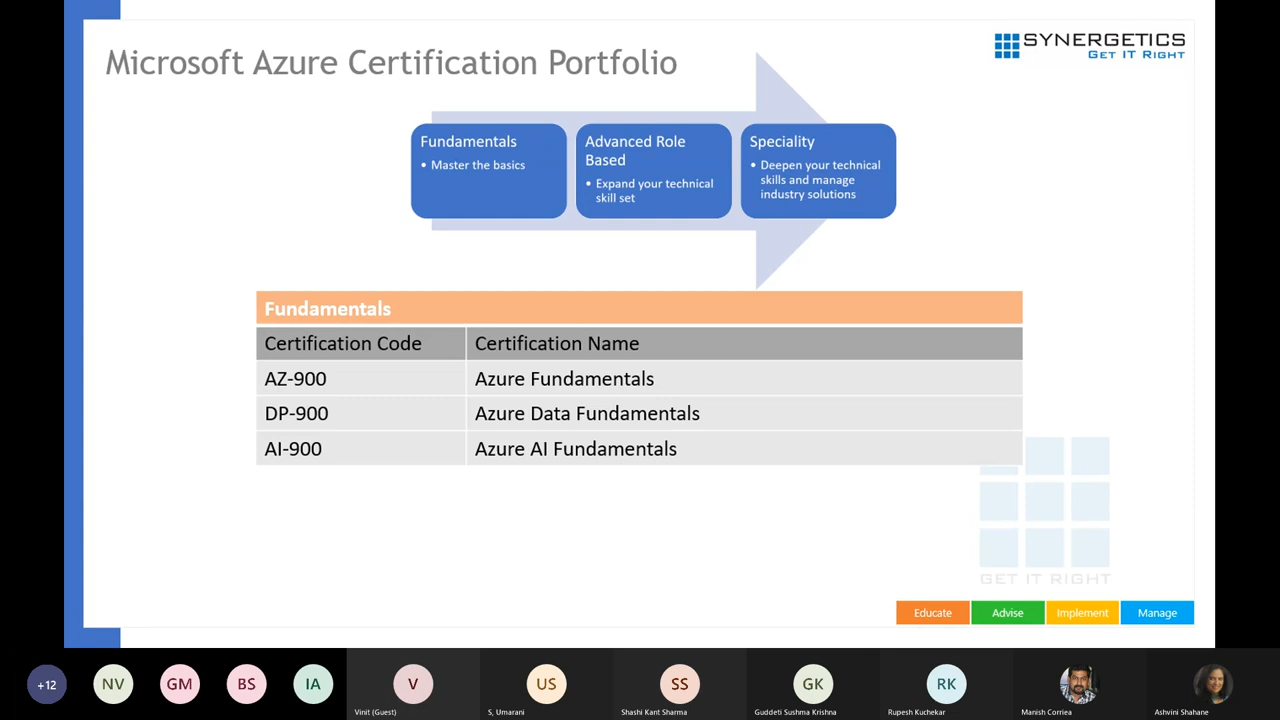 Microsoft Azure Certification Portfolio
SYNERGETICS
GET IT RIGHT
Fundamentals
• Master the basics
Advanced Role
Based
• Expand your technical
skill set
Speciality
• Deepen your technical
skills and manage
industry solutions
Fundamentals
Certification Code Certification Name
AZ-900 Azure Fundamentals
DP-900 Azure Data Fundamentals
AI-900 Azure AI Fundamentals
GET IT RIGHT
Educate Advise Implement Manage
+12 NV GM BS IA V US SS GK RK
Vinit (Guest) S, Umarani Shashi Kant Sharma Guddeti Sushma Krishna Rupesh Kuchekar Manish Corriea Ashvini Shahane